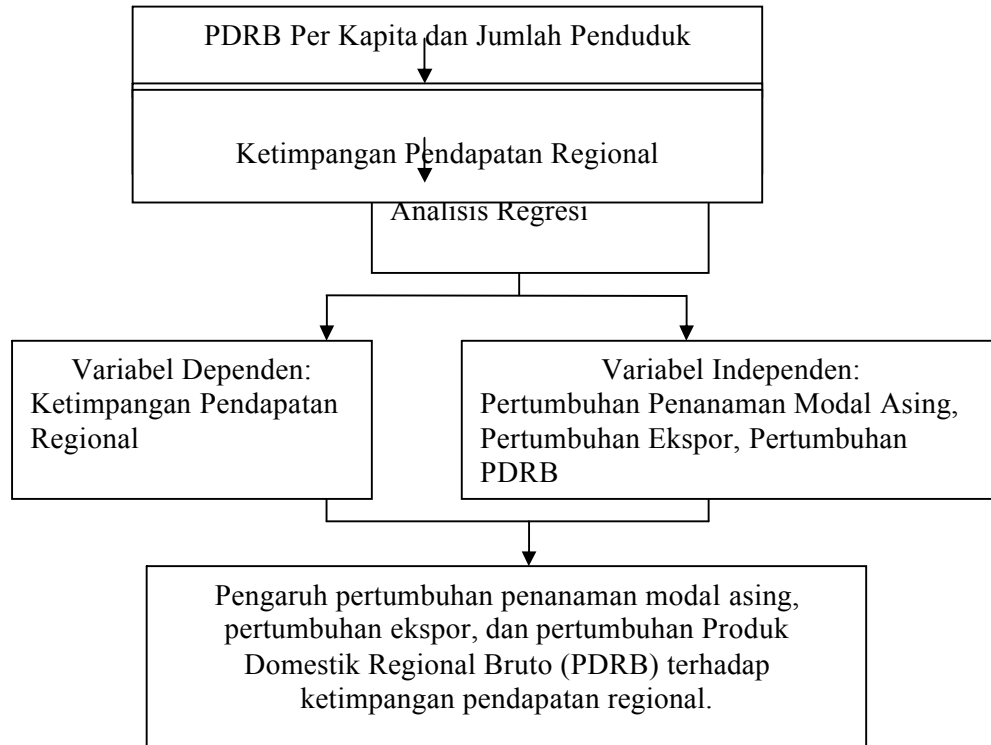 PDRB Per Kapita dan Jumlah Penduduk
Ketimpangan Pendapatan Regional
Analisis Regresi
Variabel Dependen:
Ketimpangan Pendapatan
Regional
Variabel Independen:
Pertumbuhan Penanaman Modal Asing,
Pertumbuhan Ekspor, Pertumbuhan
PDRB
Pengaruh pertumbuhan penanaman modal asing,
pertumbuhan ekspor, dan pertumbuhan Produk
Domestik Regional Bruto (PDRB) terhadap
ketimpangan pendapatan regional.